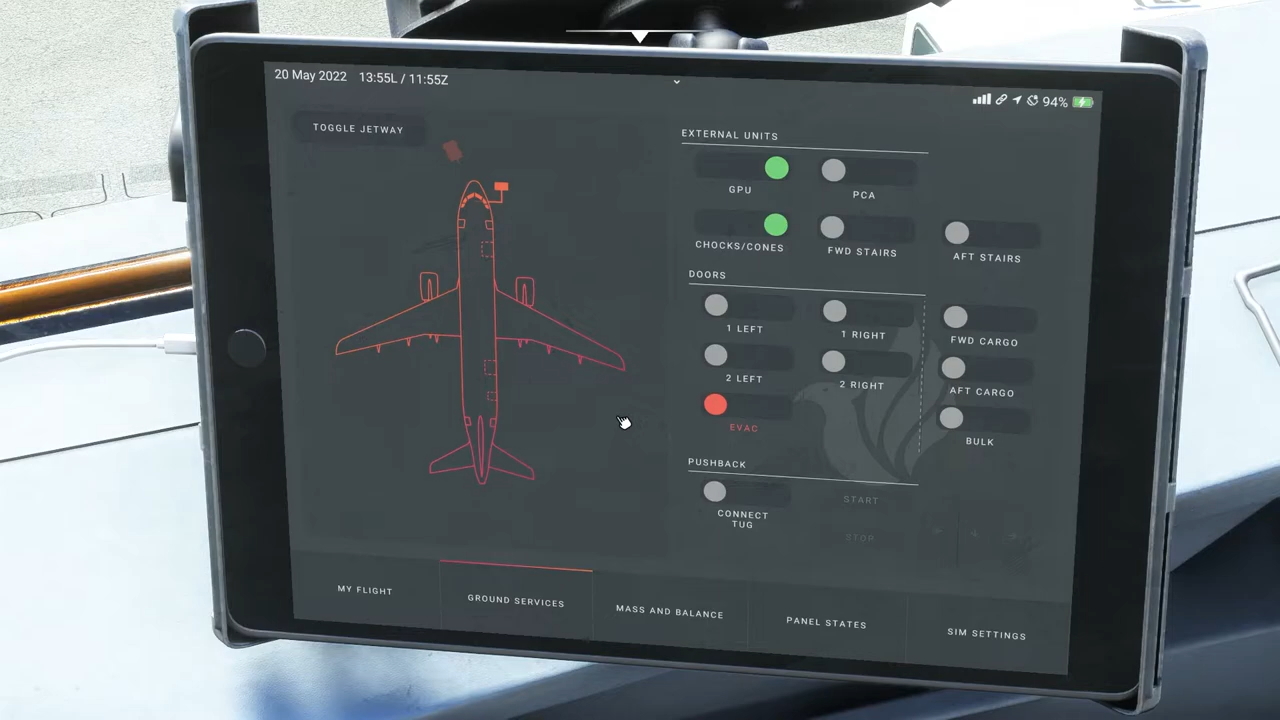 20 May 2022 13:55L / 11:55Z
94%
TOGGLE JETWAY
EXTERNAL UNITS
GPU
PCA
CHOCKS/CONES
FWD STAIRS
AFT STAIRS
DOORS
1 LEFT
1 RIGHT
FWD CARGO
2 LEFT
2 RIGHT
AFT CARGO
EVAC
BULK
PUSHBACK
CONNECT
TUG
START
STOP
MY FLIGHT
GROUND SERVICES
MASS AND BALANCE
PANEL STATES
SIM SETTINGS